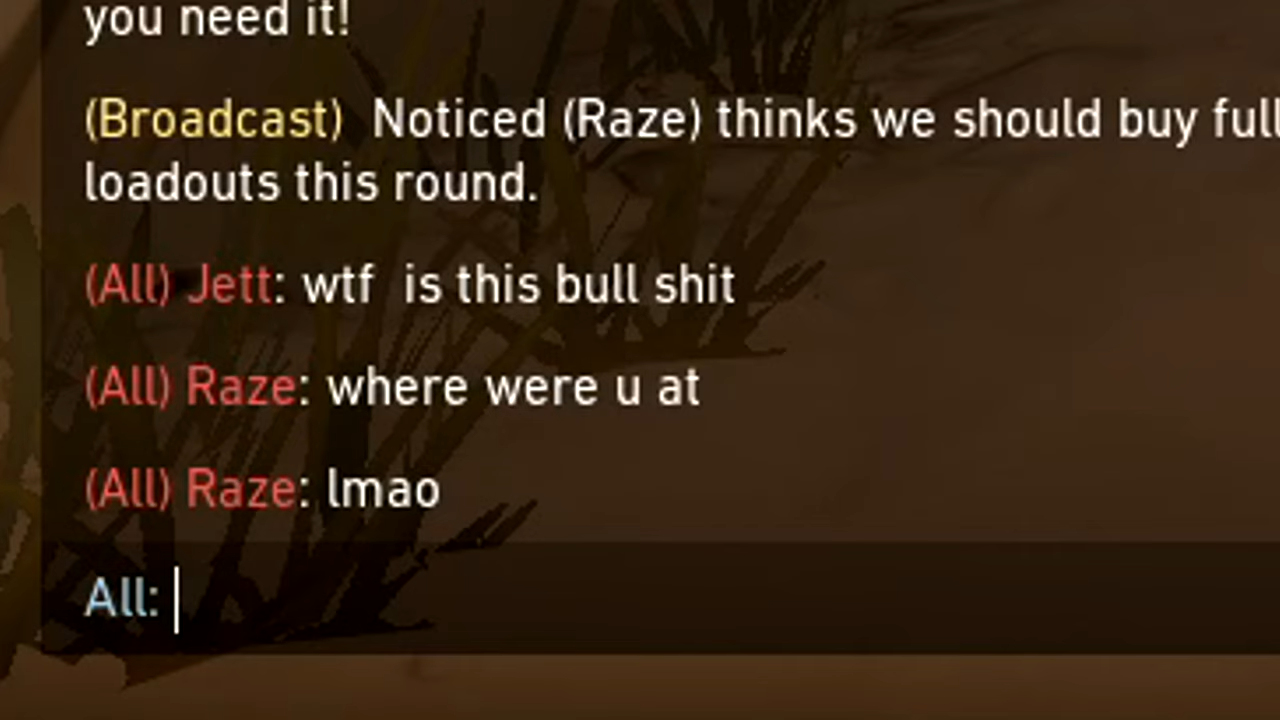 you need it!
(Broadcast) Noticed (Raze) thinks we should buy full
loadouts this round.
(All) Jett: wtf  is this bull shit
(All) Raze: where were u at
(All) Raze: lmao
All: